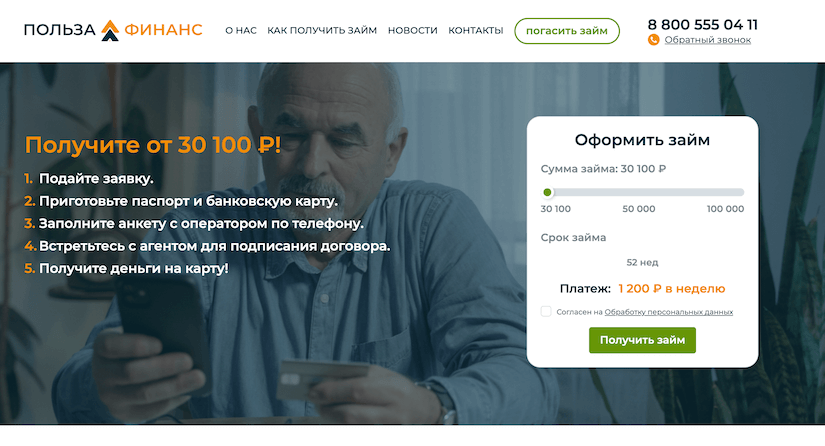 ПОЛЬЗА ФИНАНС
О НАС КАК ПОЛУЧИТЬ ЗАЙМ НОВОСТИ КОНТАКТЫ погасить займ
8 800 555 04 11
Обратный звонок
Получите от 30 100 ₽!
1. Подайте заявку.
2. Приготовьте паспорт и банковскую карту.
3. Заполните анкету с оператором по телефону.
4. Встретьтесь с агентом для подписания договора.
5. Получите деньги на карту!
Оформить займ
Сумма займа: 30 100 ₽
30 100 50 000 100 000
Срок займа
52 нед
Платеж: 1 200 ₽ в неделю
Согласен на Обработку персональных данных
Получить займ